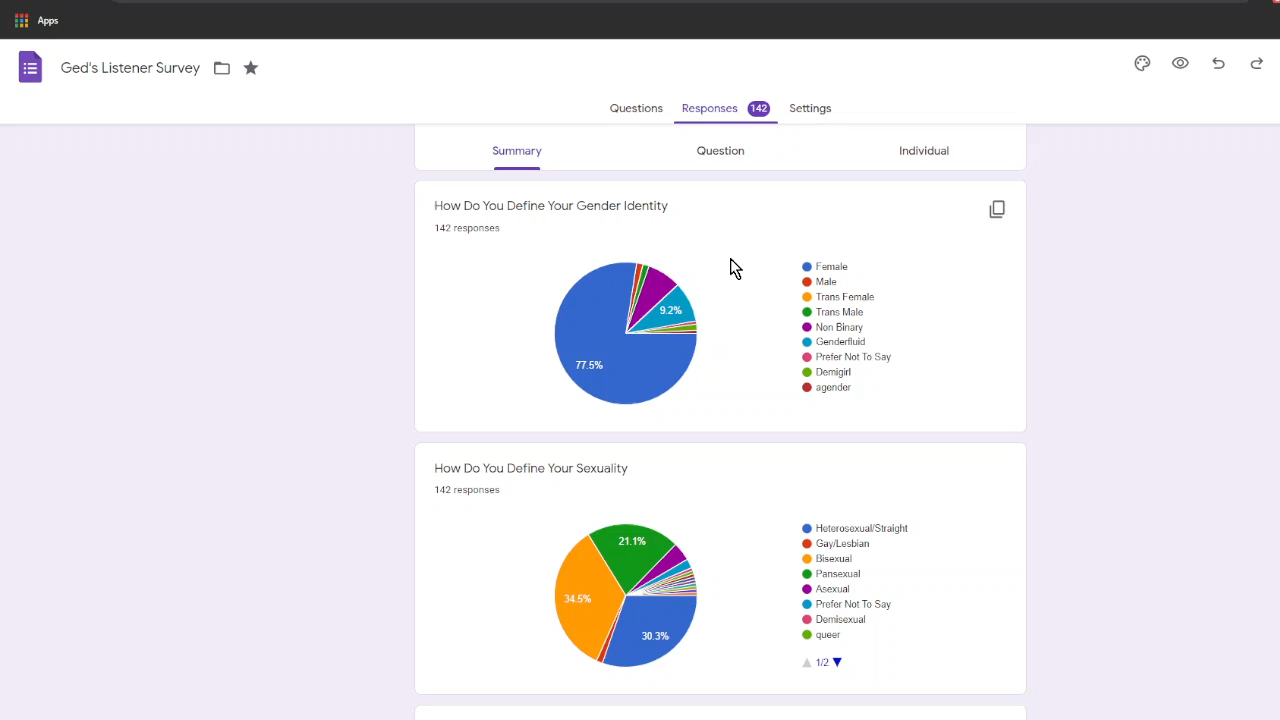 Apps
Ged's Listener Survey
Questions
Responses 142
Settings
Summary
Question
Individual
How Do You Define Your Gender Identity
142 responses
9.2%
77.5%
Female
Male
Trans Female
Trans Male
Non Binary
Genderfluid
Prefer Not To Say
Demigirl
agender
How Do You Define Your Sexuality
142 responses
21.1%
34.5%
30.3%
Heterosexual/Straight
Gay/Lesbian
Bisexual
Pansexual
Asexual
Prefer Not To Say
Demisexual
queer
1/2